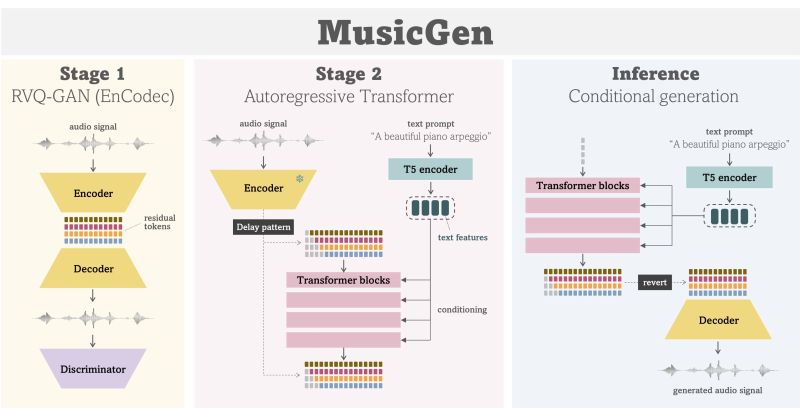 MusicGen
Stage 1
RVQ-GAN (EnCodec)
audio signal
Encoder
residual
tokens
Decoder
Discriminator
Stage 2
Autoregressive Transformer
audio signal
text prompt
“A beautiful piano arpeggio”
Encoder
T5 encoder
Delay pattern
text features
Transformer blocks
conditioning
Inference
Conditional generation
text prompt
“A beautiful piano arpeggio”
T5 encoder
Transformer blocks
revert
Decoder
generated audio signal